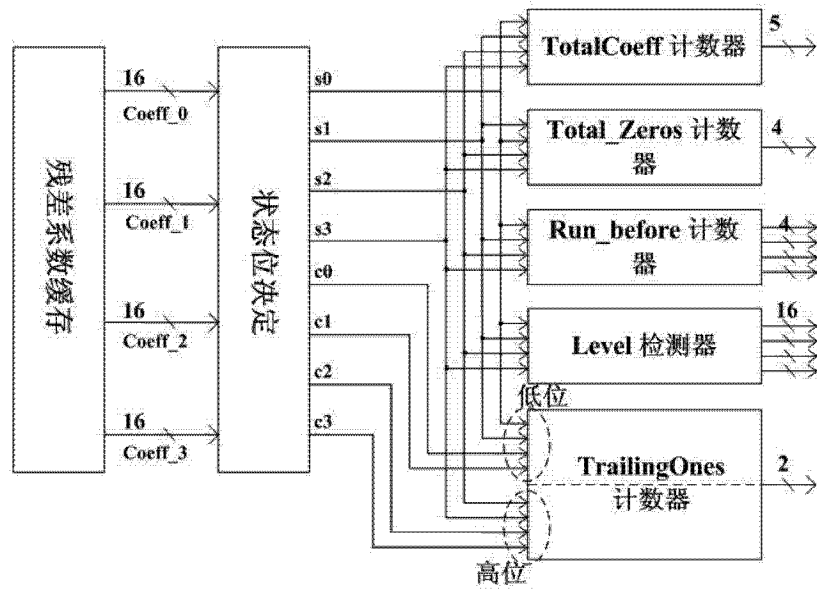 残差系数缓存
16
Coeff_0
16
Coeff_1
16
Coeff_2
16
Coeff_3
状态位决定
s0
s1
s2
s3
c0
c1
c2
c3
TotalCoeff 计数器
5
Total_Zeros 计数
器
4
Run_before 计数
器
4
Level 检测器
16
低位
TrailingOnes
计数器
2
高位